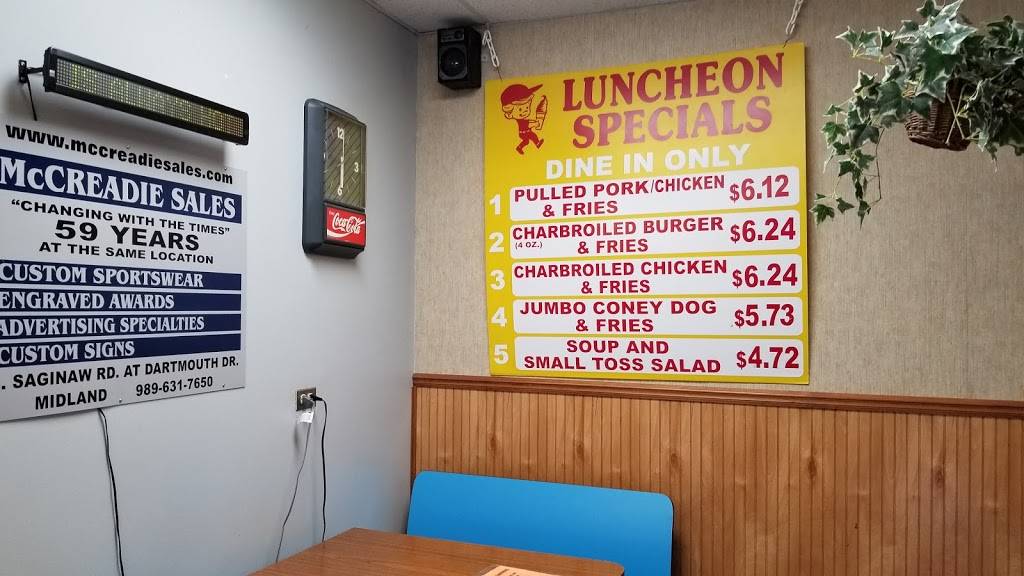 www.mccreadiesales.com
McCREADIE SALES
"CHANGING WITH THE TIMES"
59 YEARS
AT THE SAME LOCATION
CUSTOM SPORTSWEAR
ENGRAVED AWARDS
ADVERTISING SPECIALTIES
CUSTOM SIGNS
. SAGINAW RD. AT DARTMOUTH DR.
MIDLAND 989-631-7650
12
3
6
Coca-Cola
LUNCHEON
SPECIALS
DINE IN ONLY
1 PULLED PORK/CHICKEN
& FRIES $6.12
2 CHARBROILED BURGER
(4 OZ.) & FRIES $6.24
3 CHARBROILED CHICKEN
& FRIES $6.24
4 JUMBO CONEY DOG
& FRIES $5.73
5 SOUP AND
SMALL TOSS SALAD $4.72